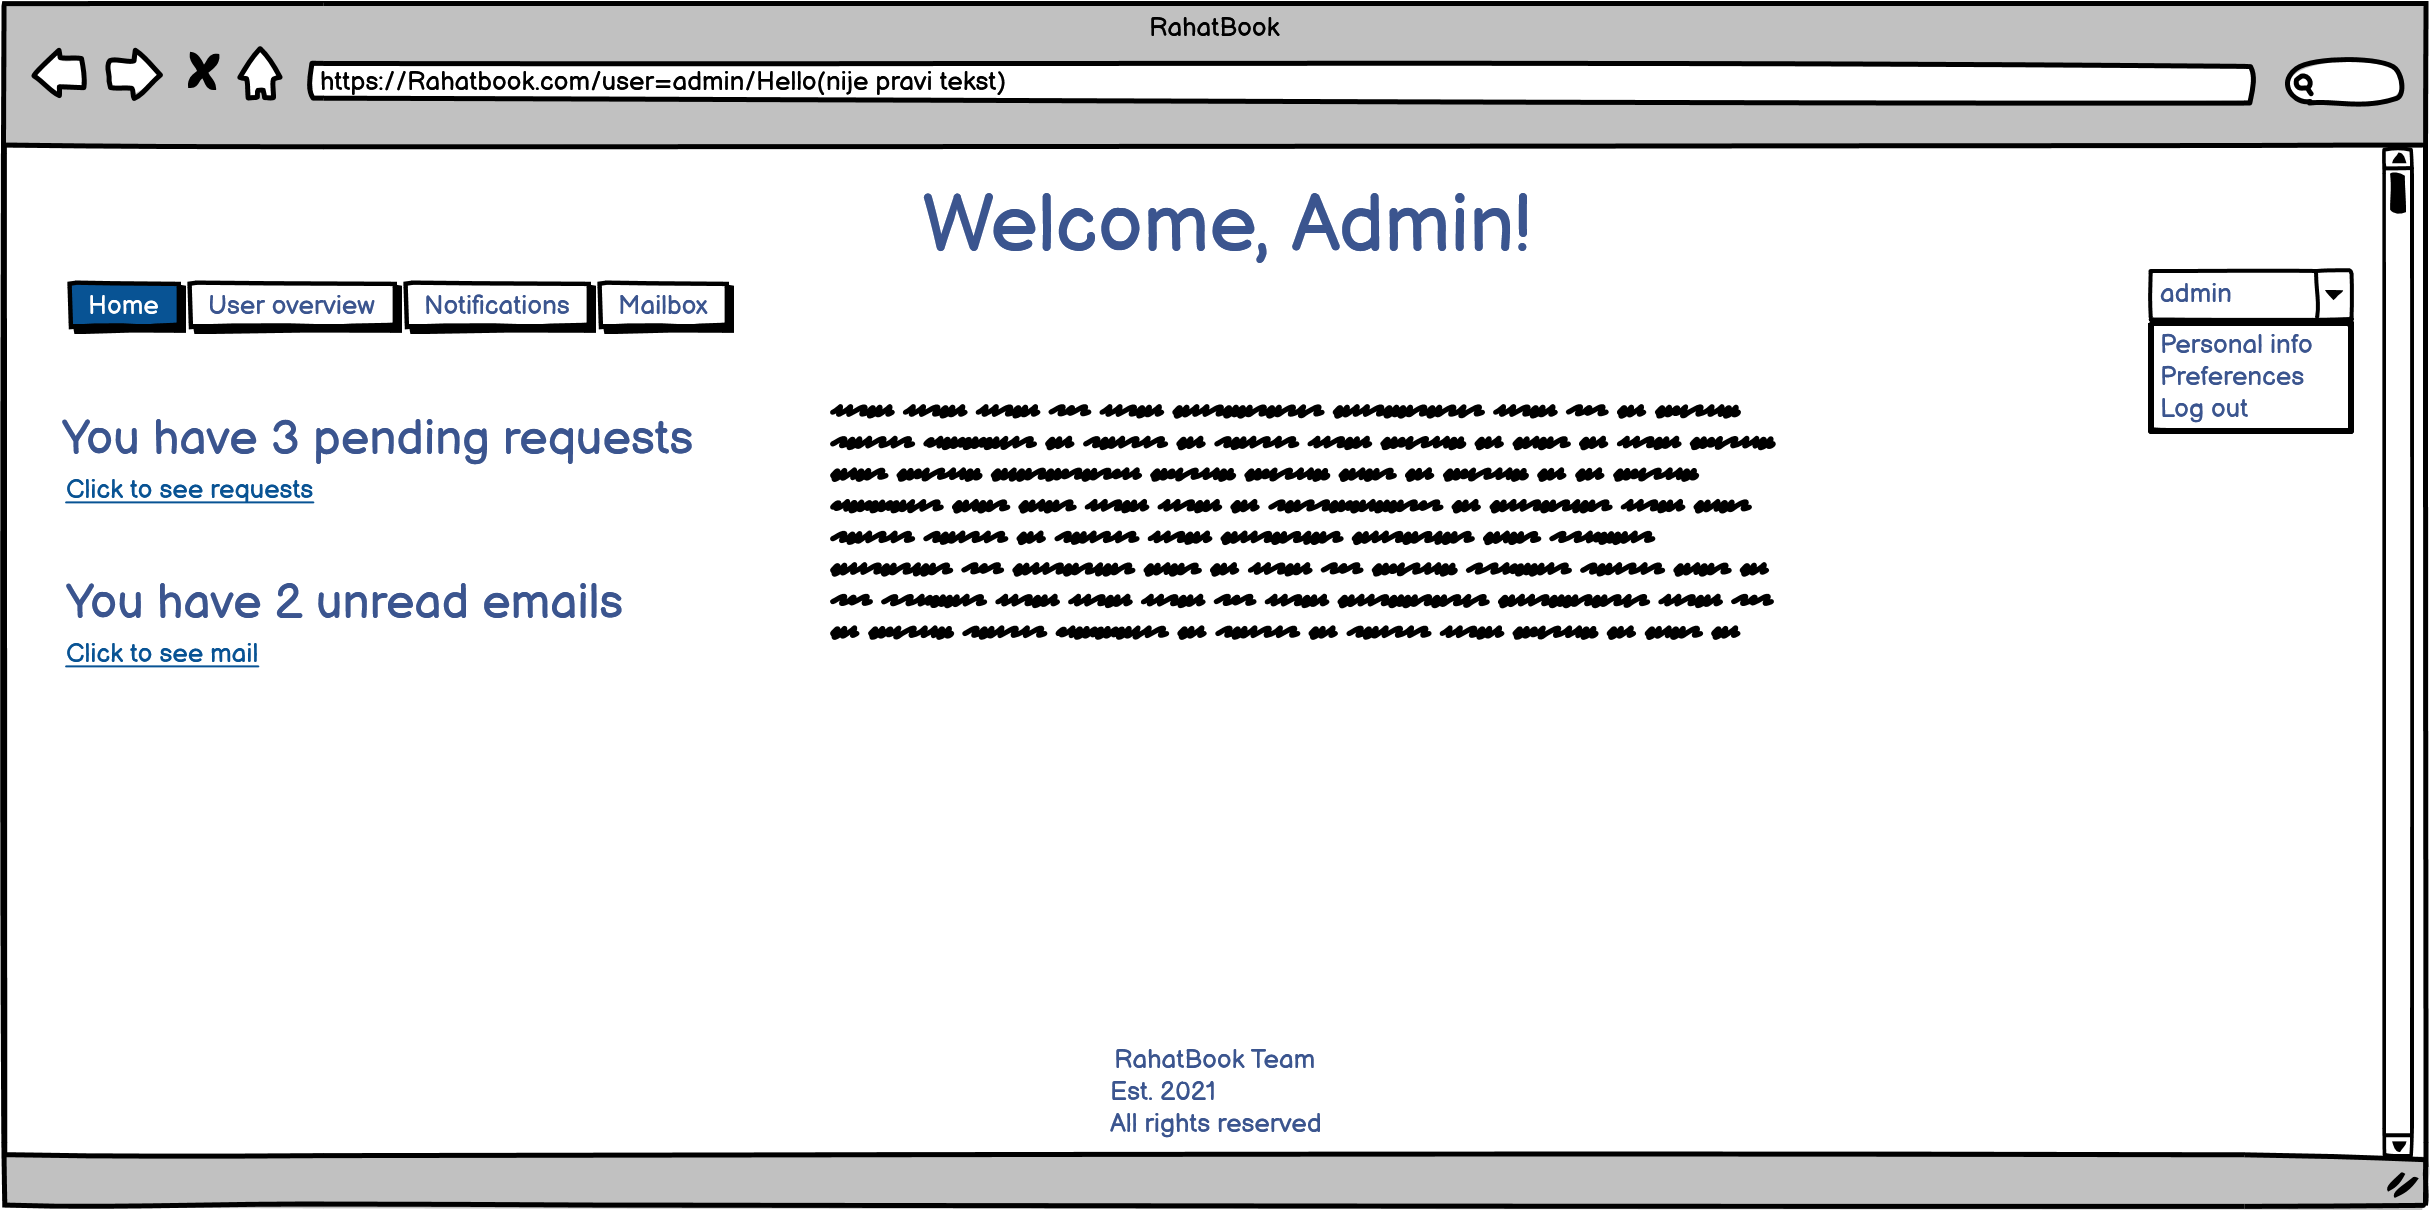 RahatBook
https://Rahatbook.com/user=admin/Hello(nije pravi tekst)
Welcome, Admin!
Home
User overview
Notifications
Mailbox
admin
Personal info
Preferences
Log out
You have 3 pending requests
Click to see requests
You have 2 unread emails
Click to see mail
RahatBook Team
Est. 2021
All rights reserved